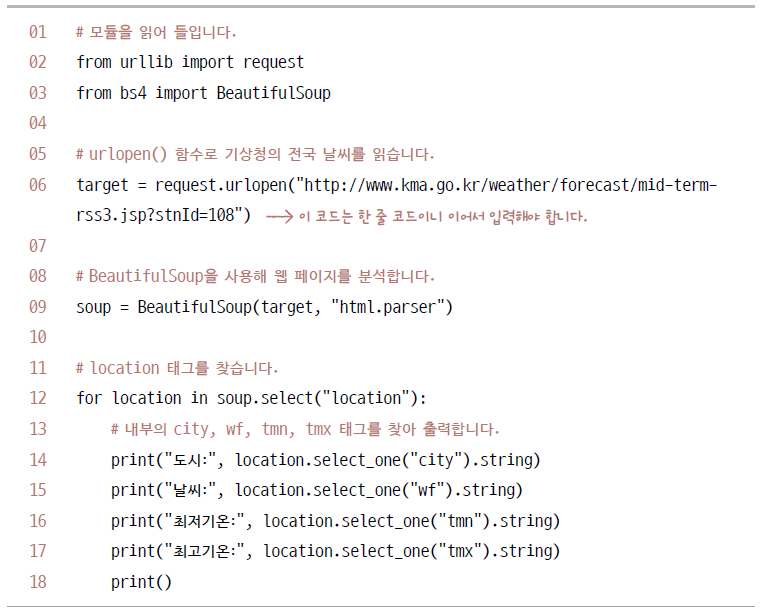 01 # 모듈을 읽어 들입니다.
02 from urllib import request
03 from bs4 import BeautifulSoup
04
05 # urlopen() 함수로 기상청의 전국 날씨를 읽습니다.
06 target = request.urlopen("http://www.kma.go.kr/weather/forecast/mid-term-
rss3.jsp?stnId=108") → 이 코드는 한 줄 코드이니 이어서 입력해야 합니다.
07
08 # BeautifulSoup을 사용해 웹 페이지를 분석합니다.
09 soup = BeautifulSoup(target, "html.parser")
10
11 # location 태그를 찾습니다.
12 for location in soup.select("location"):
13 # 내부의 city, wf, tmn, tmx 태그를 찾아 출력합니다.
14 print("도시:", location.select_one("city").string)
15 print("날씨:", location.select_one("wf").string)
16 print("최저기온:", location.select_one("tmn").string)
17 print("최고기온:", location.select_one("tmx").string)
18 print()